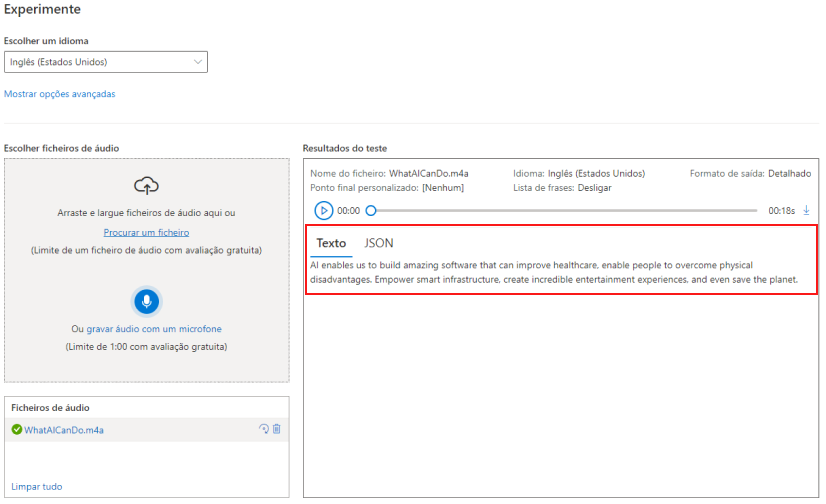 Experimente
Escolher um idioma
Inglês (Estados Unidos)
Mostrar opções avançadas
Escolher ficheiros de áudio
Arraste e largue ficheiros de áudio aqui ou
Procurar um ficheiro
(Limite de um ficheiro de áudio com avaliação gratuita)
Ou gravar áudio com um microfone
(Limite de 1:00 com avaliação gratuita)
Ficheiros de áudio
WhatAICanDo.m4a
Limpar tudo
Resultados do teste
Nome do ficheiro: WhatAICanDo.m4a Idioma: Inglês (Estados Unidos) Formato de saída: Detalhado
Ponto final personalizado: [Nenhum] Lista de frases: Desligar
00:00 00:18s
Texto JSON
AI enables us to build amazing software that can improve healthcare, enable people to overcome physical
disadvantages. Empower smart infrastructure, create incredible entertainment experiences, and even save the planet.